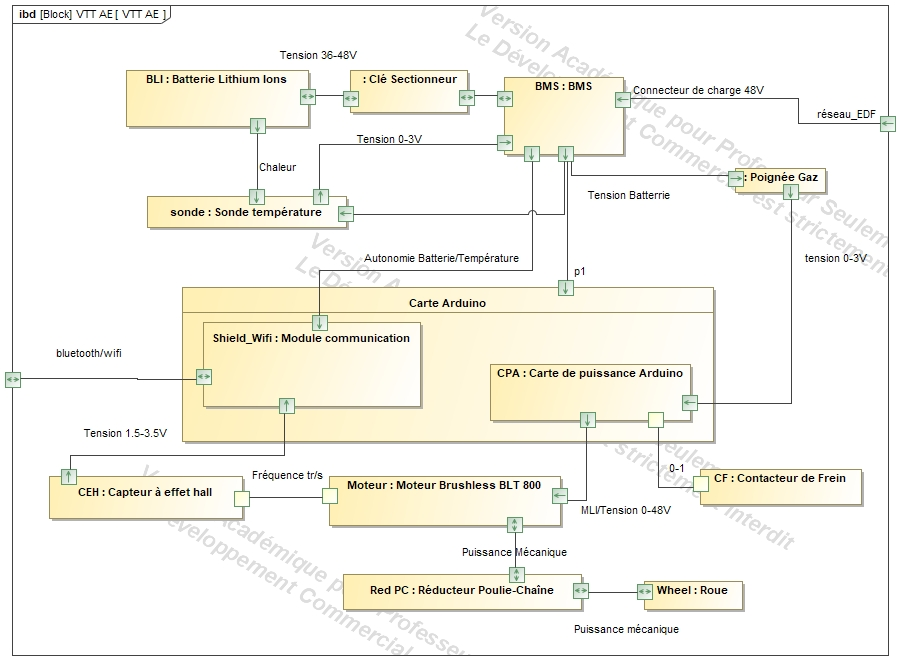 ibd [Block] VTT AE [ VTT AE ]
Tension 36-48V
BLI : Batterie Lithium Ions
: Clé Sectionneur
BMS : BMS
Connecteur de charge 48V
réseau_EDF
Tension 0-3V
Chaleur
: Poignée Gaz
Tension Batterrie
sonde : Sonde température
Autonomie Batterie/Température
tension 0-3V
p1
Carte Arduino
Shield_Wifi : Module communication
bluetooth/wifi
CPA : Carte de puissance Arduino
Tension 1.5-3.5V
0-1
Fréquence tr/s
CEH : Capteur à effet hall
Moteur : Moteur Brushless BLT 800
CF : Contacteur de Frein
MLI/Tension 0-48V
Puissance Mécanique
Red PC : Réducteur Poulie-Chaîne
Wheel : Roue
Puissance mécanique